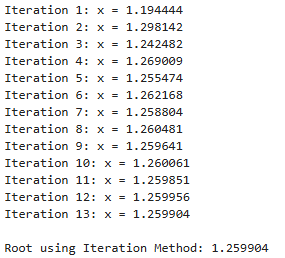 Iteration 1: x = 1.194444
Iteration 2: x = 1.298142
Iteration 3: x = 1.242482
Iteration 4: x = 1.269009
Iteration 5: x = 1.255474
Iteration 6: x = 1.262168
Iteration 7: x = 1.258804
Iteration 8: x = 1.260481
Iteration 9: x = 1.259641
Iteration 10: x = 1.260061
Iteration 11: x = 1.259851
Iteration 12: x = 1.259956
Iteration 13: x = 1.259904
Root using Iteration Method: 1.259904